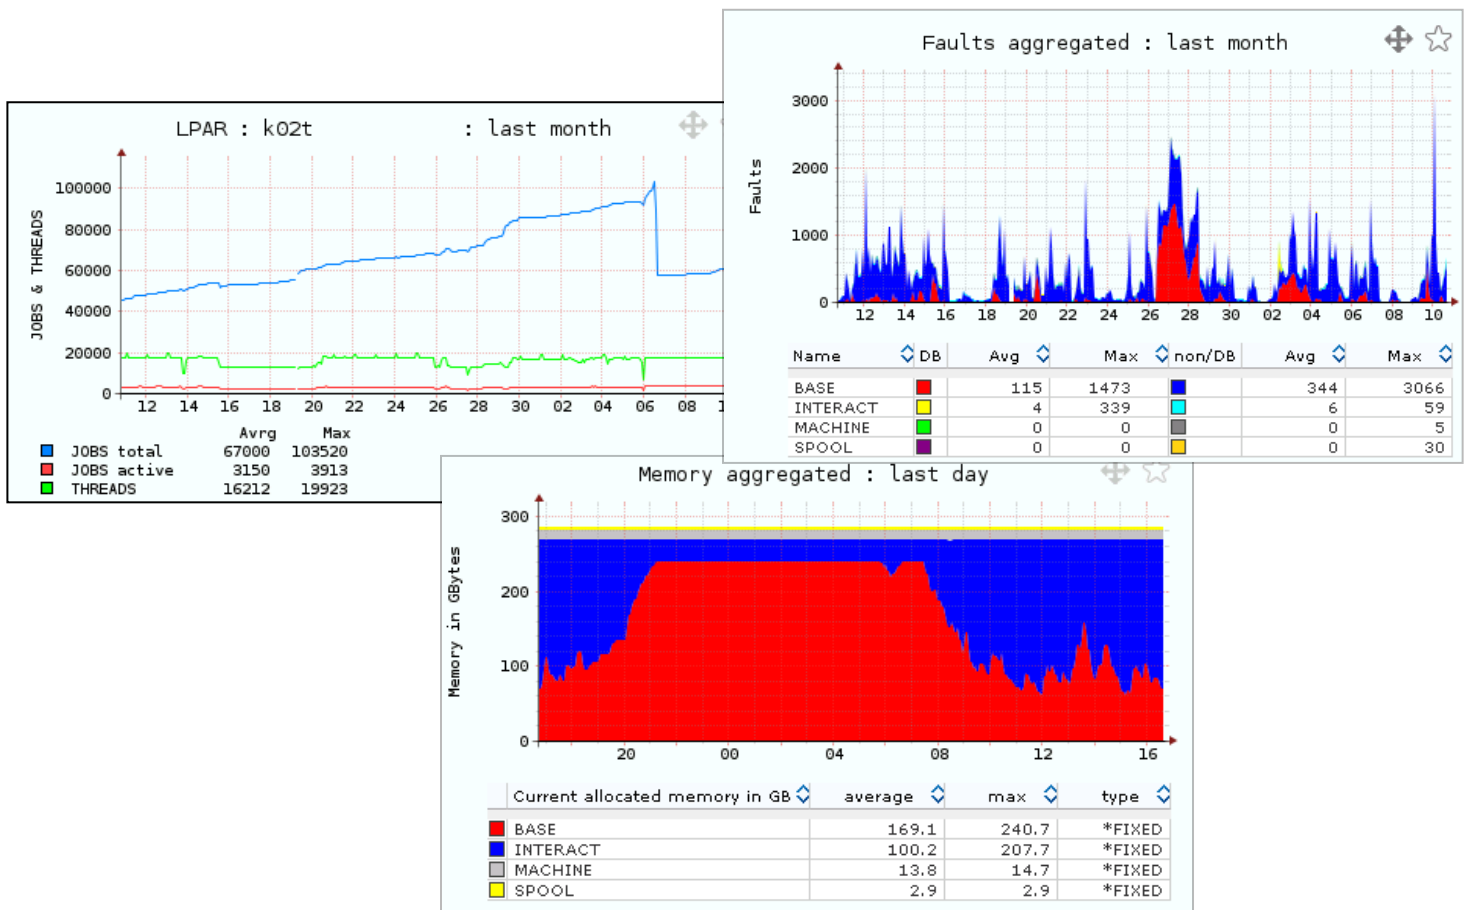 LPAR : k02t : last month
JOBS & THREADS
100000
80000
60000
40000
20000
0
12 14 16 18 20 22 24 26 28 30 02 04 06 08
Avrg Max
JOBS total 67000 103520
JOBS active 3150 3913
THREADS 16212 19923
Faults aggregated : last month
Faults
3000
2000
1000
0
12 14 16 18 20 22 24 26 28 30 02 04 06 08 10
Name DB Avg Max non/DB Avg Max
BASE 115 1473 344 3066
INTERACT 4 339 6 59
MACHINE 0 0 0 5
SPOOL 0 0 0 30
Memory aggregated : last day
Memory in GBytes
300
200
100
0
20 00 04 08 12 16
Current allocated memory in GB average max type
BASE 169.1 240.7 *FIXED
INTERACT 100.2 207.7 *FIXED
MACHINE 13.8 14.7 *FIXED
SPOOL 2.9 2.9 *FIXED